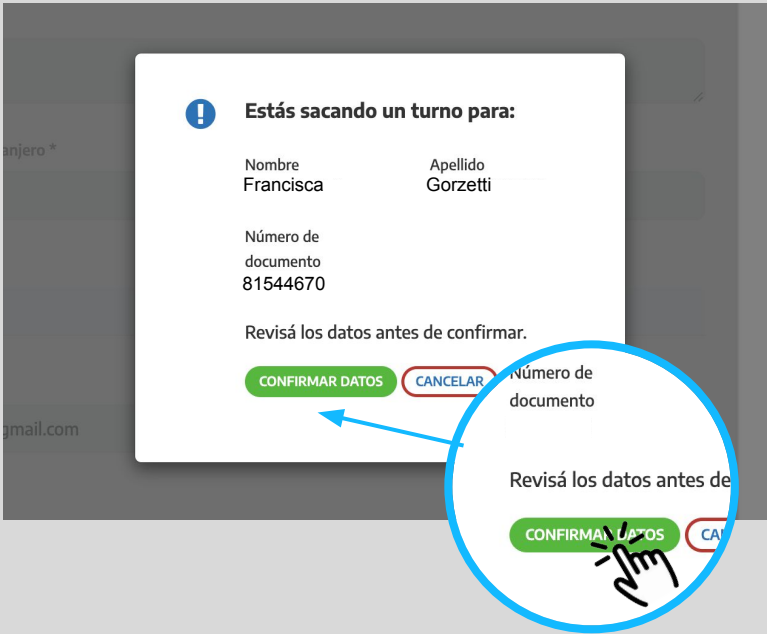 anjero *
Estás sacando un turno para:
Nombre Apellido
Francisca Gorzetti
Número de
documento
81544670
Revisá los datos antes de confirmar.
CONFIRMAR DATOS CANCELAR
gmail.com
Número de
documento
Revisá los datos antes de
CONFIRMAR DATOS CA